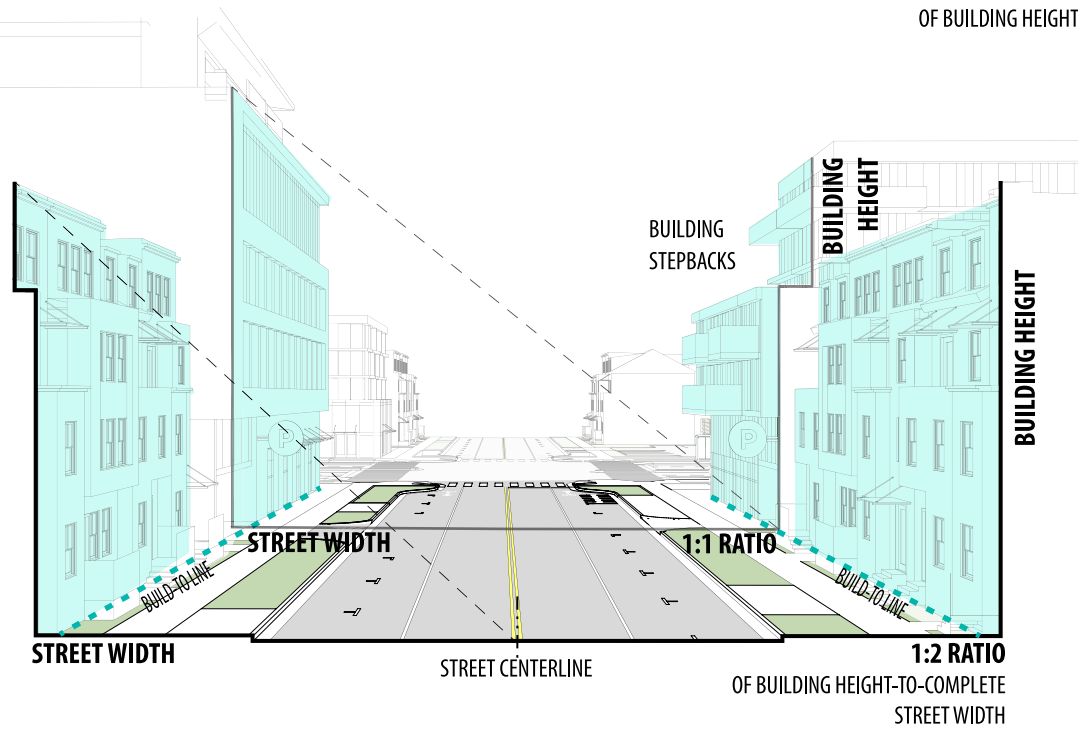 OF BUILDING HEIGHT
BUILDING
HEIGHT
BUILDING
STEPBACKS
BUILDING HEIGHT
P
P
STREET WIDTH
1:1 RATIO
BUILD-TO LINE
BUILD-TO LINE
STREET WIDTH
STREET CENTERLINE
1:2 RATIO
OF BUILDING HEIGHT-TO-COMPLETE
STREET WIDTH